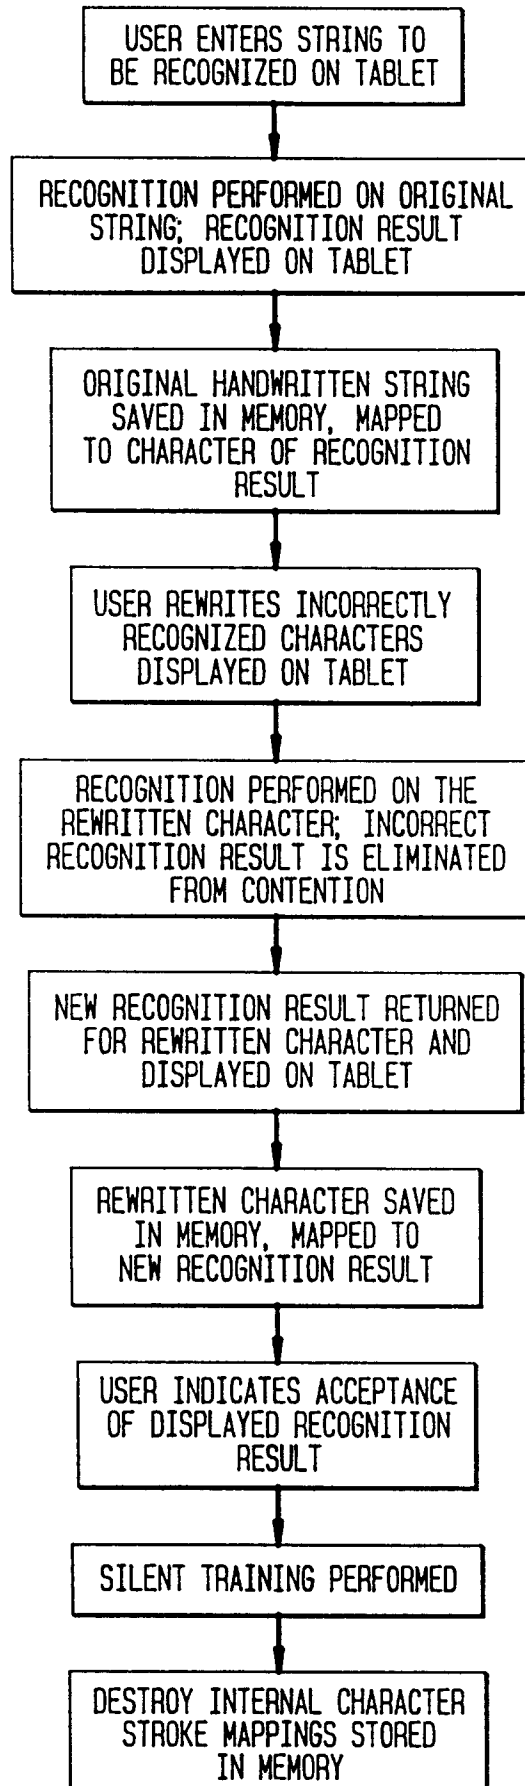 USER ENTERS STRING TO
BE RECOGNIZED ON TABLET
RECOGNITION PERFORMED ON ORIGINAL
STRING; RECOGNITION RESULT
DISPLAYED ON TABLET
ORIGINAL HANDWRITTEN STRING
SAVED IN MEMORY, MAPPED
TO CHARACTER OF RECOGNITION
RESULT
USER REWRITES INCORRECTLY
RECOGNIZED CHARACTERS
DISPLAYED ON TABLET
RECOGNITION PERFORMED ON THE
REWRITTEN CHARACTER; INCORRECT
RECOGNITION RESULT IS ELIMINATED
FROM CONTENTION
NEW RECOGNITION RESULT RETURNED
FOR REWRITTEN CHARACTER AND
DISPLAYED ON TABLET
REWRITTEN CHARACTER SAVED
IN MEMORY, MAPPED TO
NEW RECOGNITION RESULT
USER INDICATES ACCEPTANCE
OF DISPLAYED RECOGNITION
RESULT
SILENT TRAINING PERFORMED
DESTROY INTERNAL CHARACTER
STROKE MAPPINGS STORED
IN MEMORY